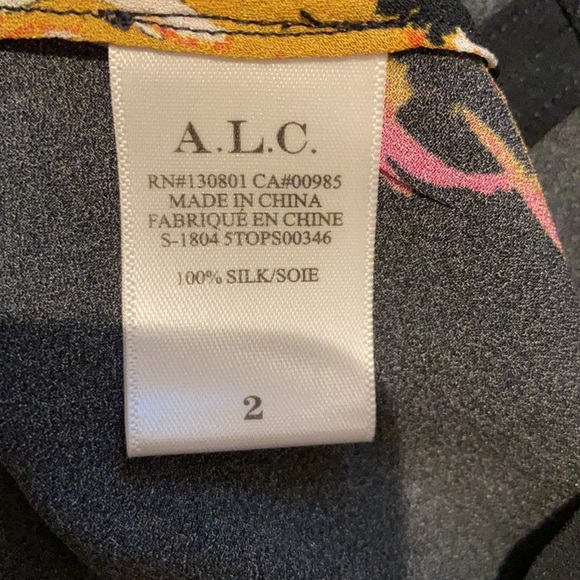 A.L.C.
RN#130801 CA#00985
MADE IN CHINA
FABRIQUÉ EN CHINE
S-1804 5TOPS00346
100% SILK/SOIE
2